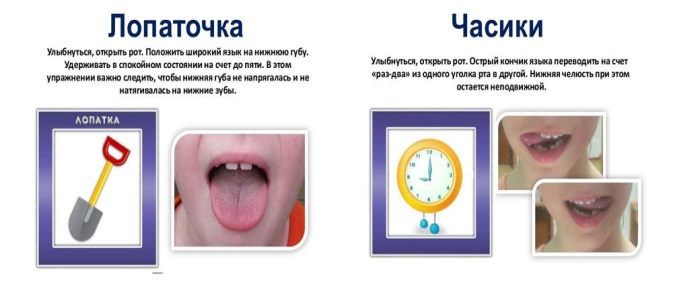 Лопаточка
Улыбнуться, открыть рот. Положить широкий язык на нижнюю губу.
Удерживать в спокойном состоянии на счет до пяти. В этом
упражнении важно следить, чтобы нижняя губа не напрягалась и не
натягивалась на нижние зубы.
ЛОПАТКА
Часики
Улыбнуться, открыть рот. Острый кончик языка переводить на счет
«раз-два» из одного уголка рта в другой. Нижняя челюсть при этом
остается неподвижной.